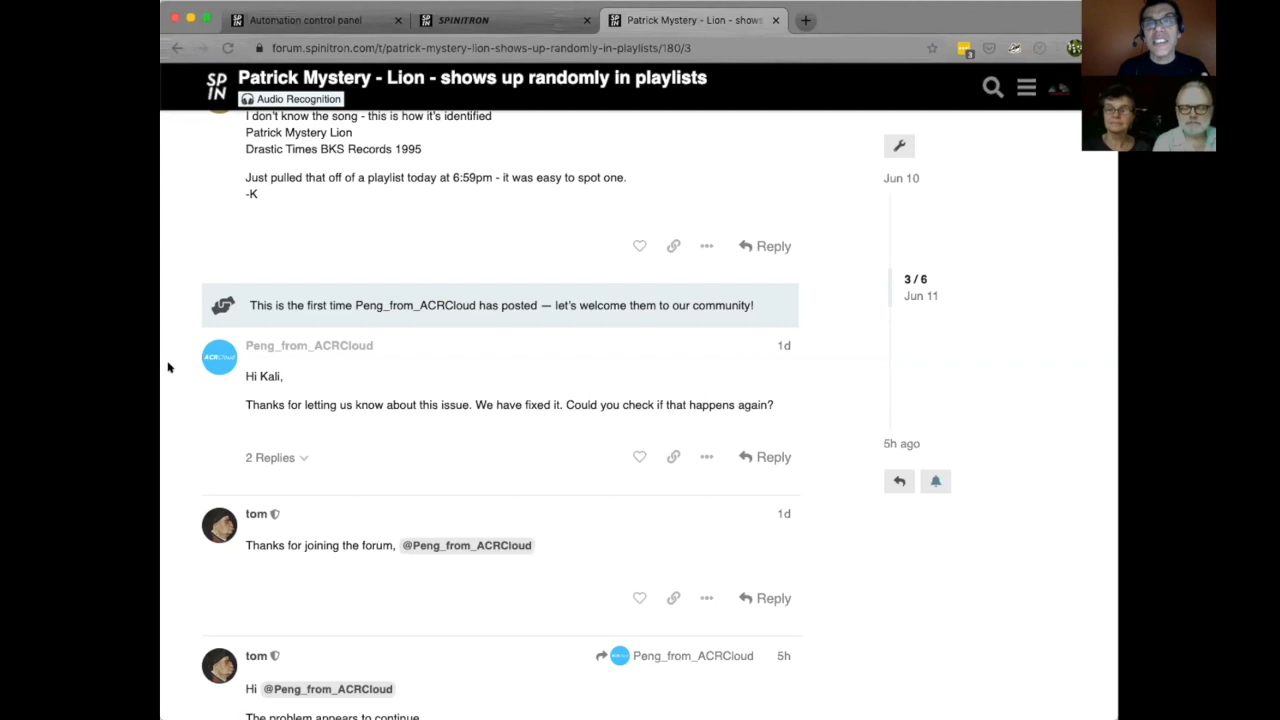 Automation control panel
SPINITRON
Patrick Mystery - Lion - shows
forum.spinitron.com/t/patrick-mystery-lion-shows-up-randomly-in-playlists/180/3
3
SP
IN
Patrick Mystery - Lion - shows up randomly in playlists
Audio Recognition
I don't know the song - this is how it's identified
Patrick Mystery Lion
Drastic Times BKS Records 1995
Just pulled that off of a playlist today at 6:59pm - it was easy to spot one.
-K
Reply
Jun 10
3 / 6
Jun 11
5h ago
This is the first time Peng_from_ACRCloud has posted — let's welcome them to our community!
ACRCloud
Peng_from_ACRCloud
1d
Hi Kali,
Thanks for letting us know about this issue. We have fixed it. Could you check if that happens again?
2 Replies
Reply
tom
1d
Thanks for joining the forum, @Peng_from_ACRCloud
Reply
tom
Peng_from_ACRCloud
5h
Hi @Peng_from_ACRCloud
The problem appears to continue